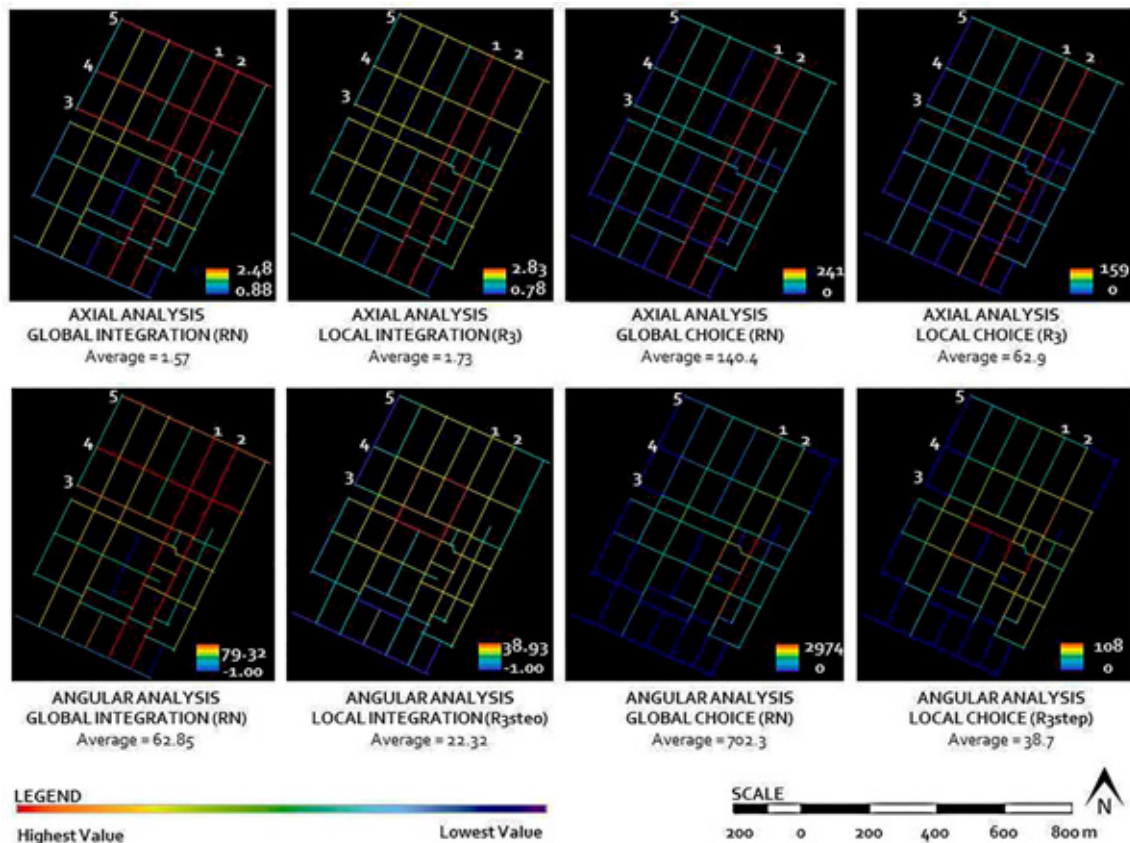 5
1
2
4
3
2.48
0.88
AXIAL ANALYSIS
GLOBAL INTEGRATION (RN)
Average = 1.57
5
1
2
4
3
2.83
0.78
AXIAL ANALYSIS
LOCAL INTEGRATION (R3)
Average = 1.73
5
1
2
4
3
241
0
AXIAL ANALYSIS
GLOBAL CHOICE (RN)
Average = 140.4
5
1
2
4
3
159
0
AXIAL ANALYSIS
LOCAL CHOICE (R3)
Average = 62.9
5
1
2
4
3
79.32
-1.00
ANGULAR ANALYSIS
GLOBAL INTEGRATION (RN)
Average = 62.85
5
1
2
4
3
38.93
-1.00
ANGULAR ANALYSIS
LOCAL INTEGRATION (R3steo)
Average = 22.32
5
1
2
4
3
2974
0
ANGULAR ANALYSIS
GLOBAL CHOICE (RN)
Average = 702.3
5
1
2
4
3
108
0
ANGULAR ANALYSIS
LOCAL CHOICE (R3step)
Average = 38.7
LEGEND
Highest Value Lowest Value
SCALE
200 0 200 400 600 800 m
N